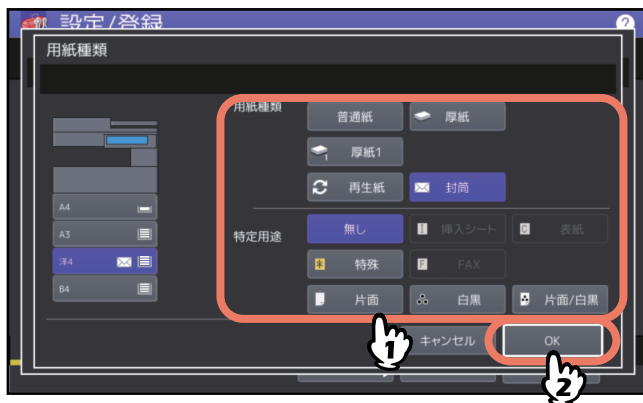 設定/登録
?
用紙種類
用紙種類
普通紙
厚紙
1 厚紙1
再生紙
封筒
A4
A3
洋4
B4
特定用途
無し
I 挿入シート
C 表紙
特殊
F FAX
片面
白黒
片面/白黒
キャンセル
OK
1
2